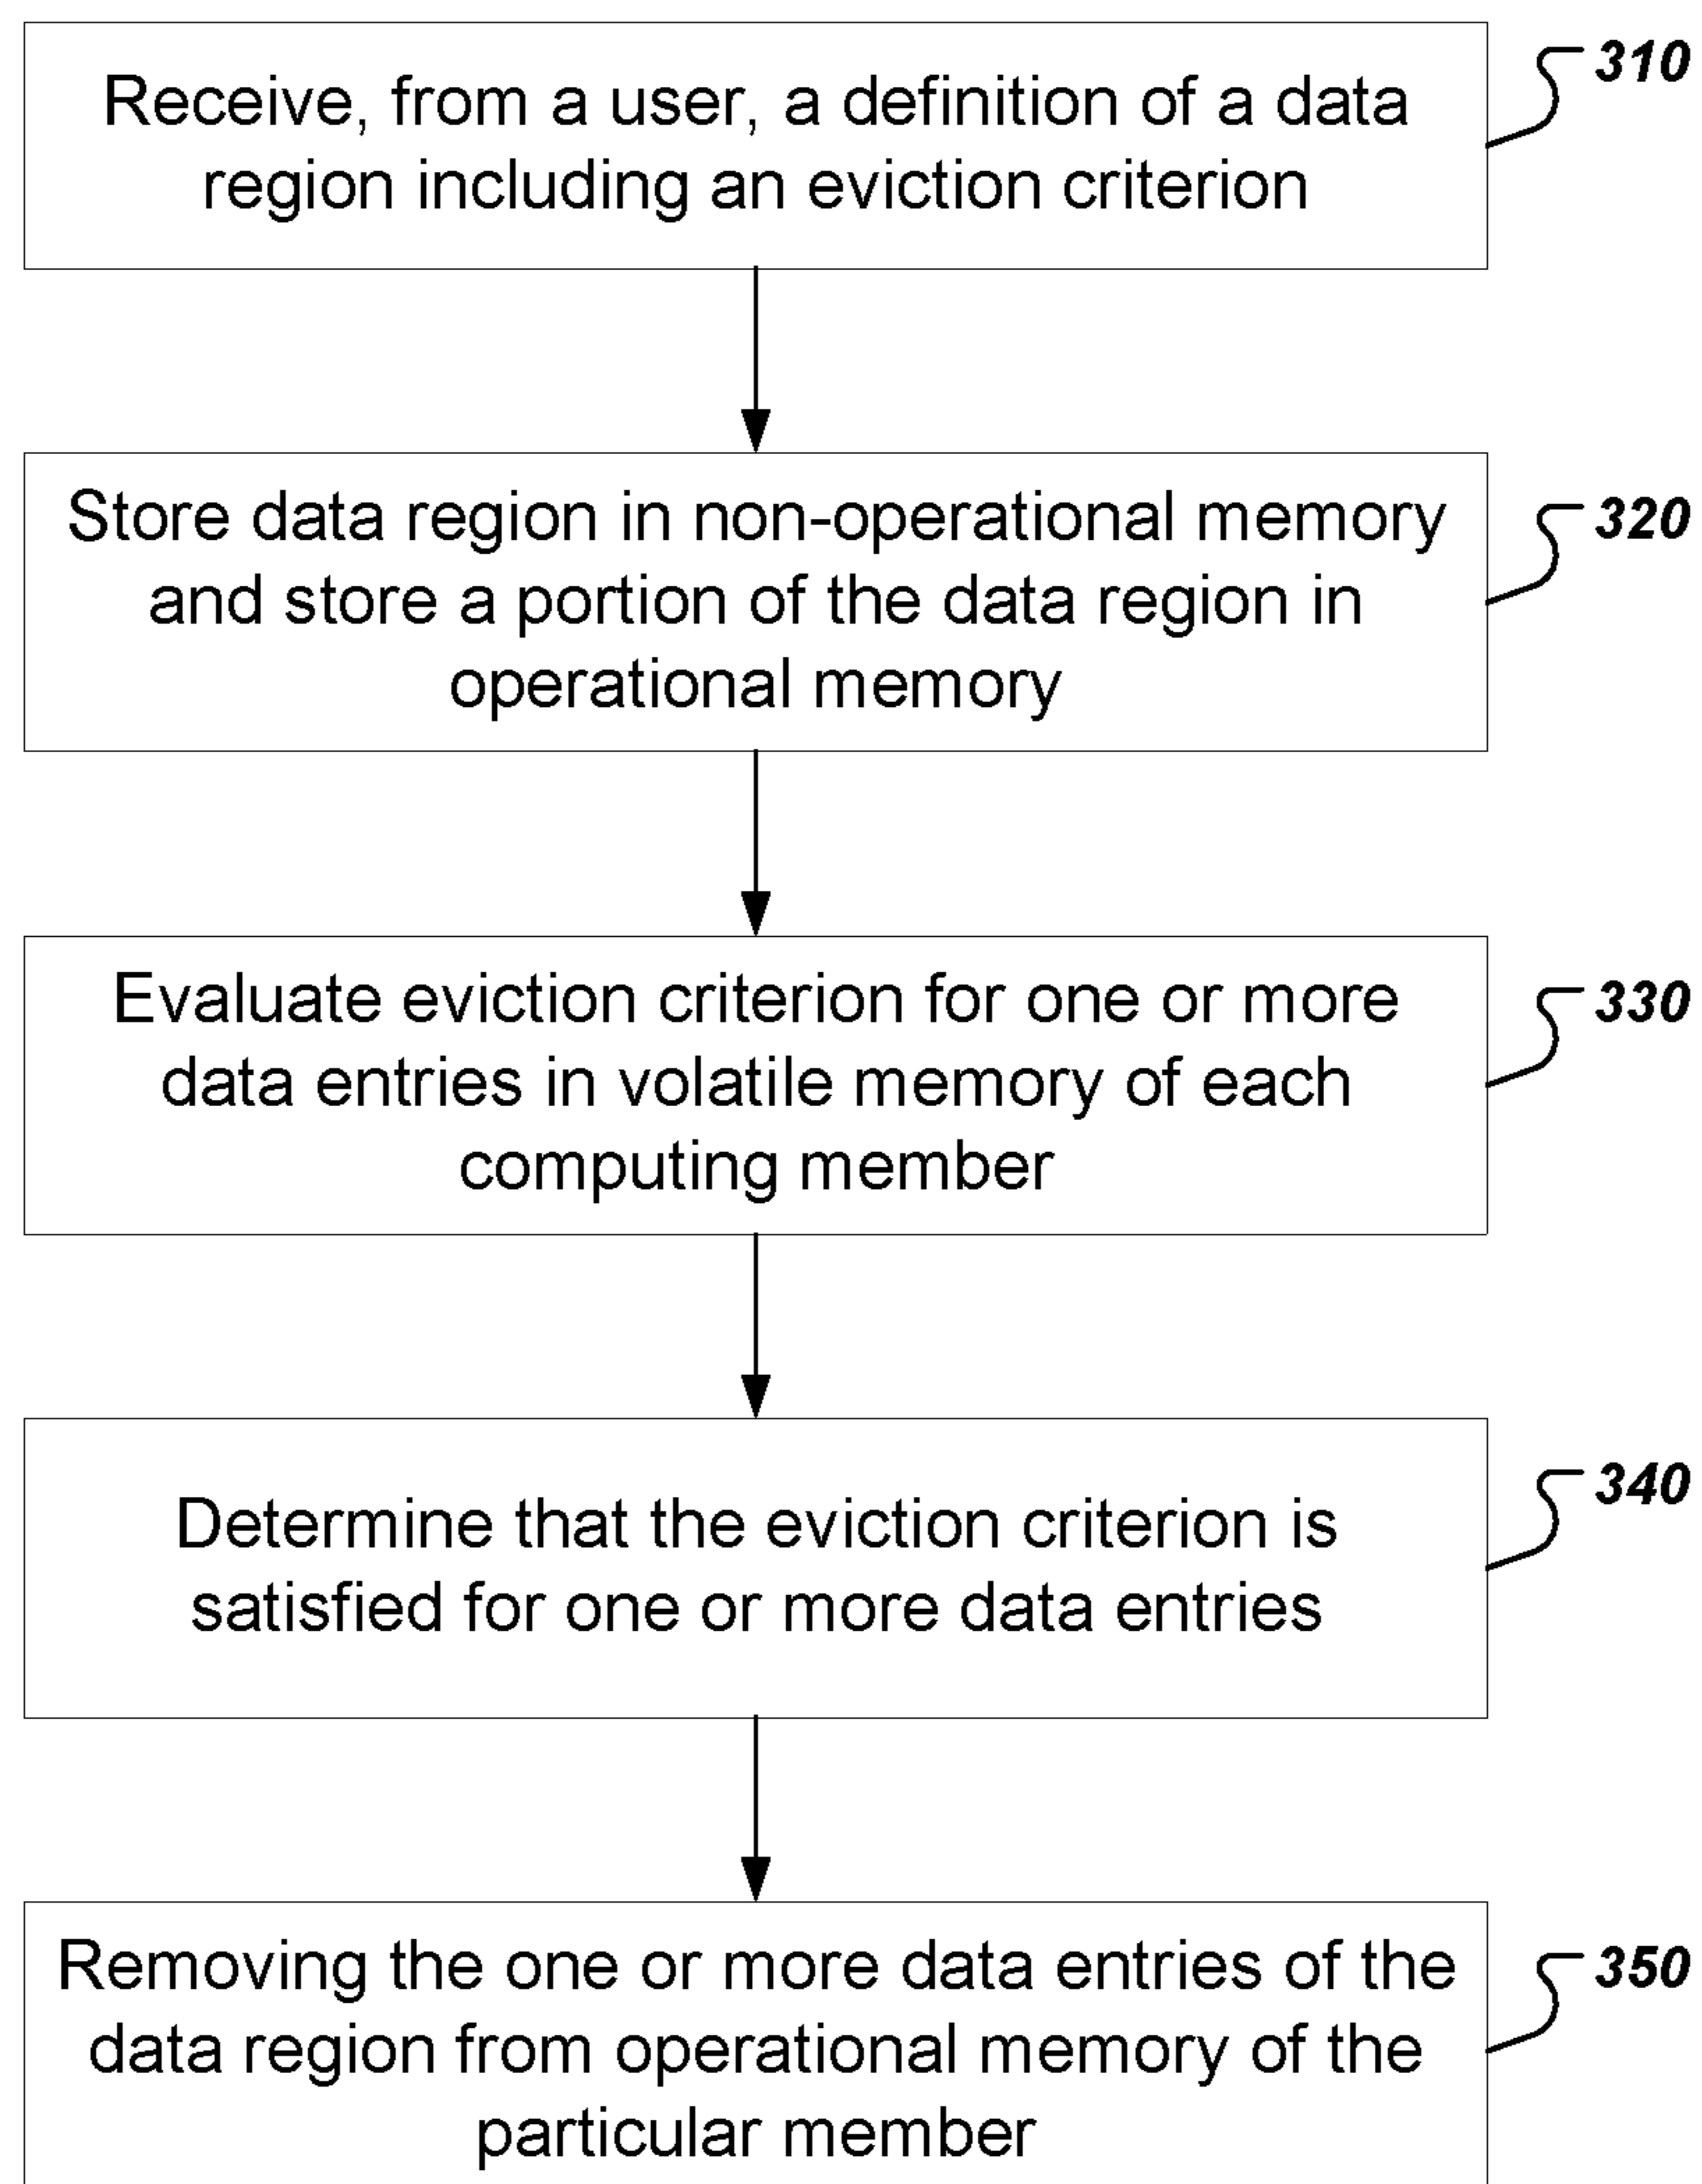 Receive, from a user, a definition of a data
region including an eviction criterion
310
Store data region in non-operational memory
and store a portion of the data region in
operational memory
320
Evaluate eviction criterion for one or more
data entries in volatile memory of each
computing member
330
Determine that the eviction criterion is
satisfied for one or more data entries
340
Removing the one or more data entries of the
data region from operational memory of the
particular member
350